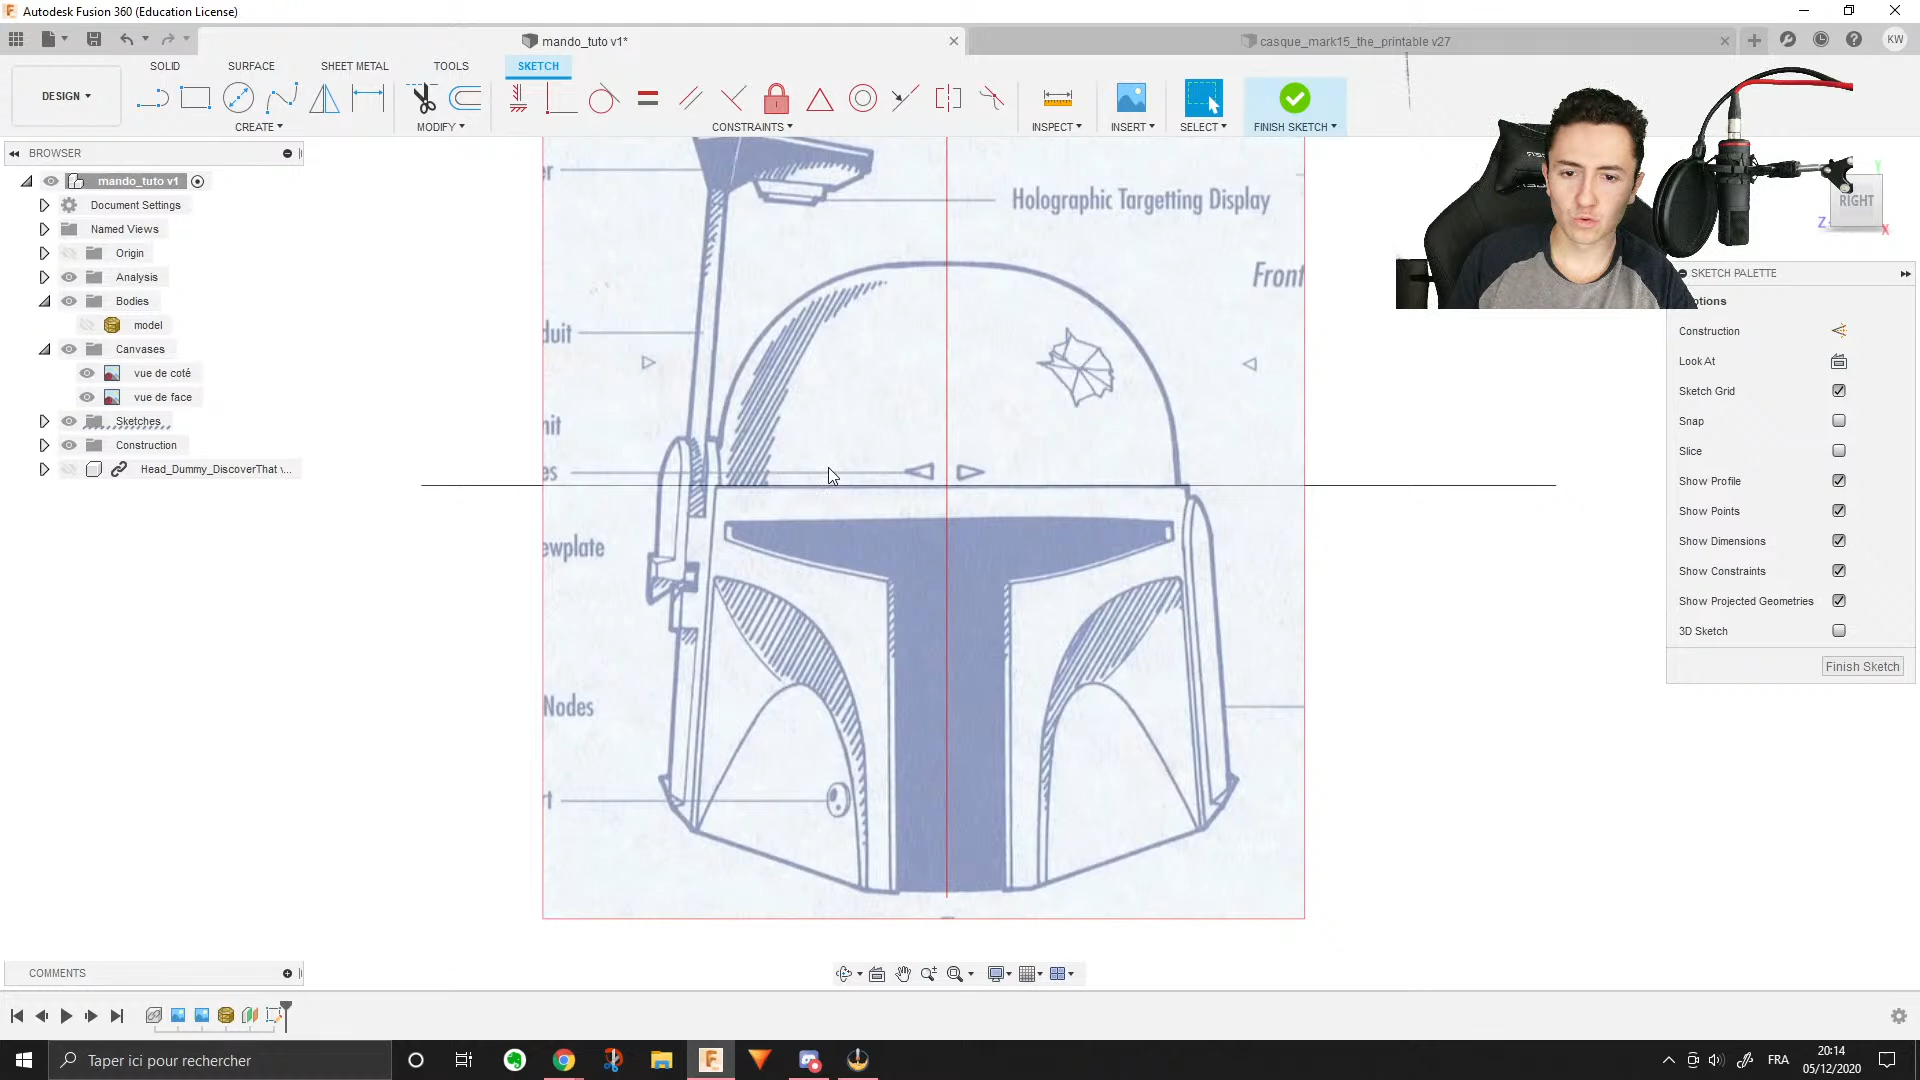 Autodesk Fusion 360 (Education License)
mando_tuto v1*
casque_mark15_the_printable v27
KW
DESIGN
SOLID SURFACE SHEET METAL TOOLS SKETCH
CREATE MODIFY CONSTRAINTS INSPECT INSERT SELECT FINISH SKETCH
BROWSER
mando_tuto v1
Document Settings
Named Views
Origin
Analysis
Bodies
model
Canvases
vue de coté
vue de face
Sketches
Construction
Head_Dummy_DiscoverThat v...
er
Holographic Targetting Display
Front
duit
nit
es
ewplate
Nodes
rt
RIGHT
Z
X
Y
SKETCH PALETTE
Options
Construction
Look At
Sketch Grid
Snap
Slice
Show Profile
Show Points
Show Dimensions
Show Constraints
Show Projected Geometries
3D Sketch
Finish Sketch
COMMENTS
Taper ici pour rechercher
FRA
20:14
05/12/2020